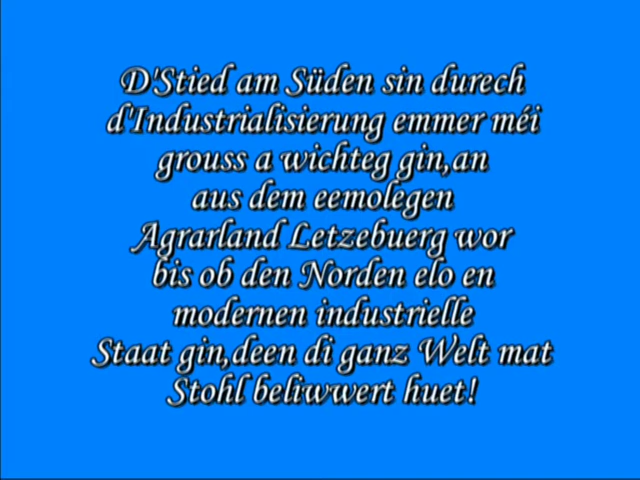 D'Stied am Süden sin durech
d'Industrialisierung emmer méi
grouss a wichteg gin,an
aus dem eemolegen
Agrarland Letzebuerg wor
bis ob den Norden elo en
modernen industrielle
Staat gin,deen di ganz Welt mat
Stohl beliwwert huet!